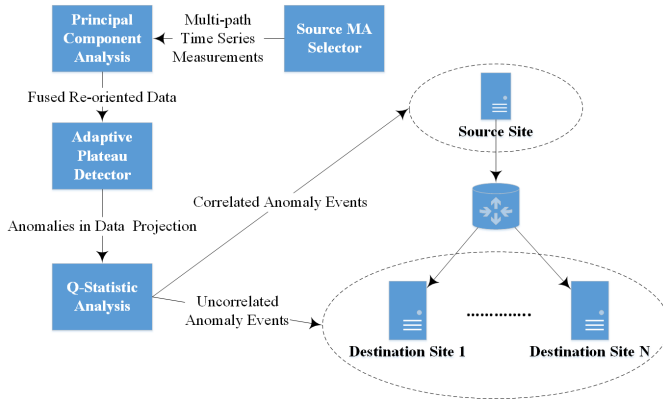 Principal
Component
Analysis
Multi-path
Time Series
Measurements
Source MA
Selector
Fused Re-oriented Data
Adaptive
Plateau
Detector
Anomalies in Data Projection
Q-Statistic
Analysis
Correlated Anomaly Events
Uncorrelated
Anomaly Events
Source Site
..............
Destination Site 1
Destination Site N